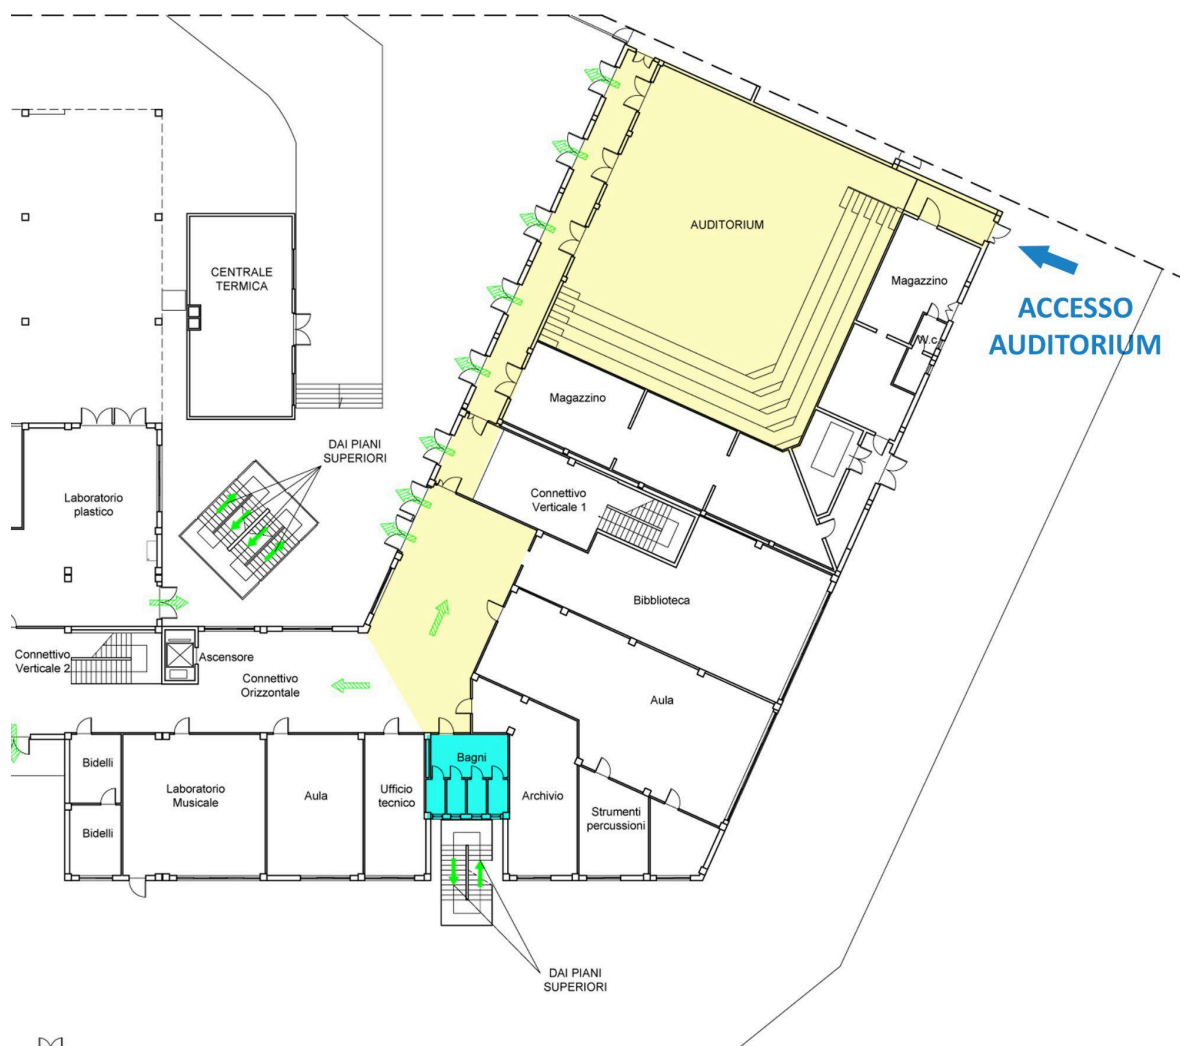 AUDITORIUM
CENTRALE
TERMICA
Magazzino
ACCESSO
AUDITORIUM
W.c.
Magazzino
DAI PIANI
SUPERIORI
Laboratorio
plastico
Connettivo
Verticale 1
Bibblioteca
Connettivo
Verticale 2
Ascensore
Connettivo
Orizzontale
Aula
Bidelli
Laboratorio
Musicale
Aula
Ufficio
tecnico
Bagni
Archivio
Strumenti
percussioni
Bidelli
DAI PIANI
SUPERIORI